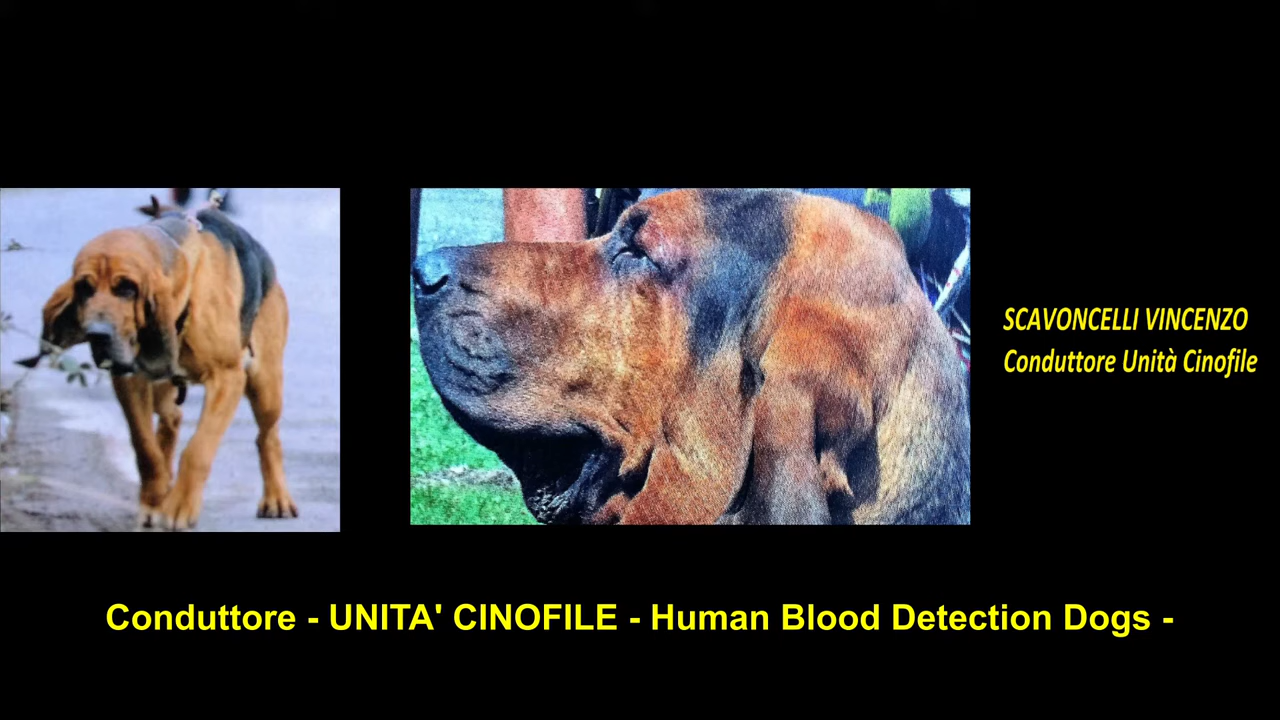 SCAVONCELLI VINCENZO
Conduttore Unità Cinofile
Conduttore - UNITA' CINOFILE - Human Blood Detection Dogs -